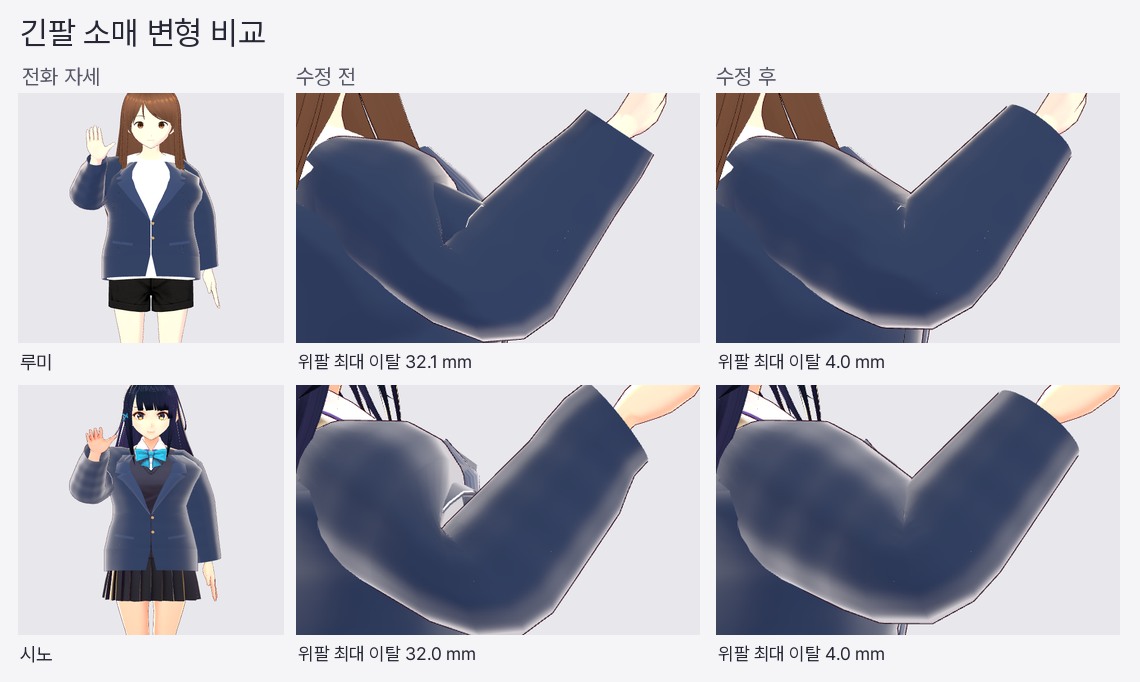 긴팔 소매 변형 비교
전화 자세
수정 전
수정 후
루미
위팔 최대 이탈 32.1 mm
위팔 최대 이탈 4.0 mm
시노
위팔 최대 이탈 32.0 mm
위팔 최대 이탈 4.0 mm